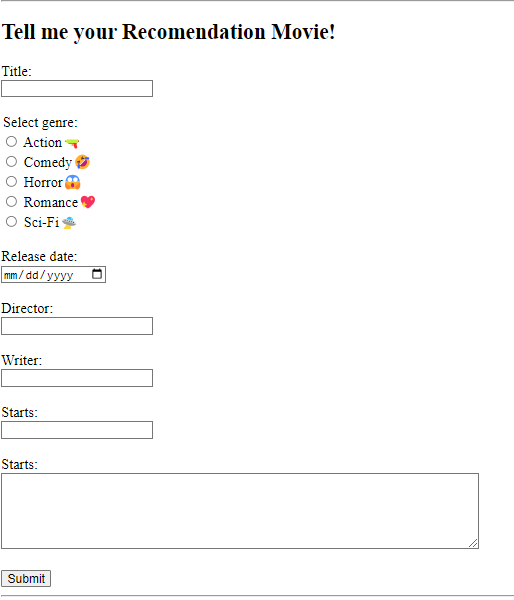 Tell me your Recomendation Movie!
Title:
Select genre:
Action 🔫
Comedy 🤣
Horror 😱
Romance 💖
Sci-Fi 🛸
Release date:
mm/dd/yyyy
Director:
Writer:
Starts:
Starts:
Submit